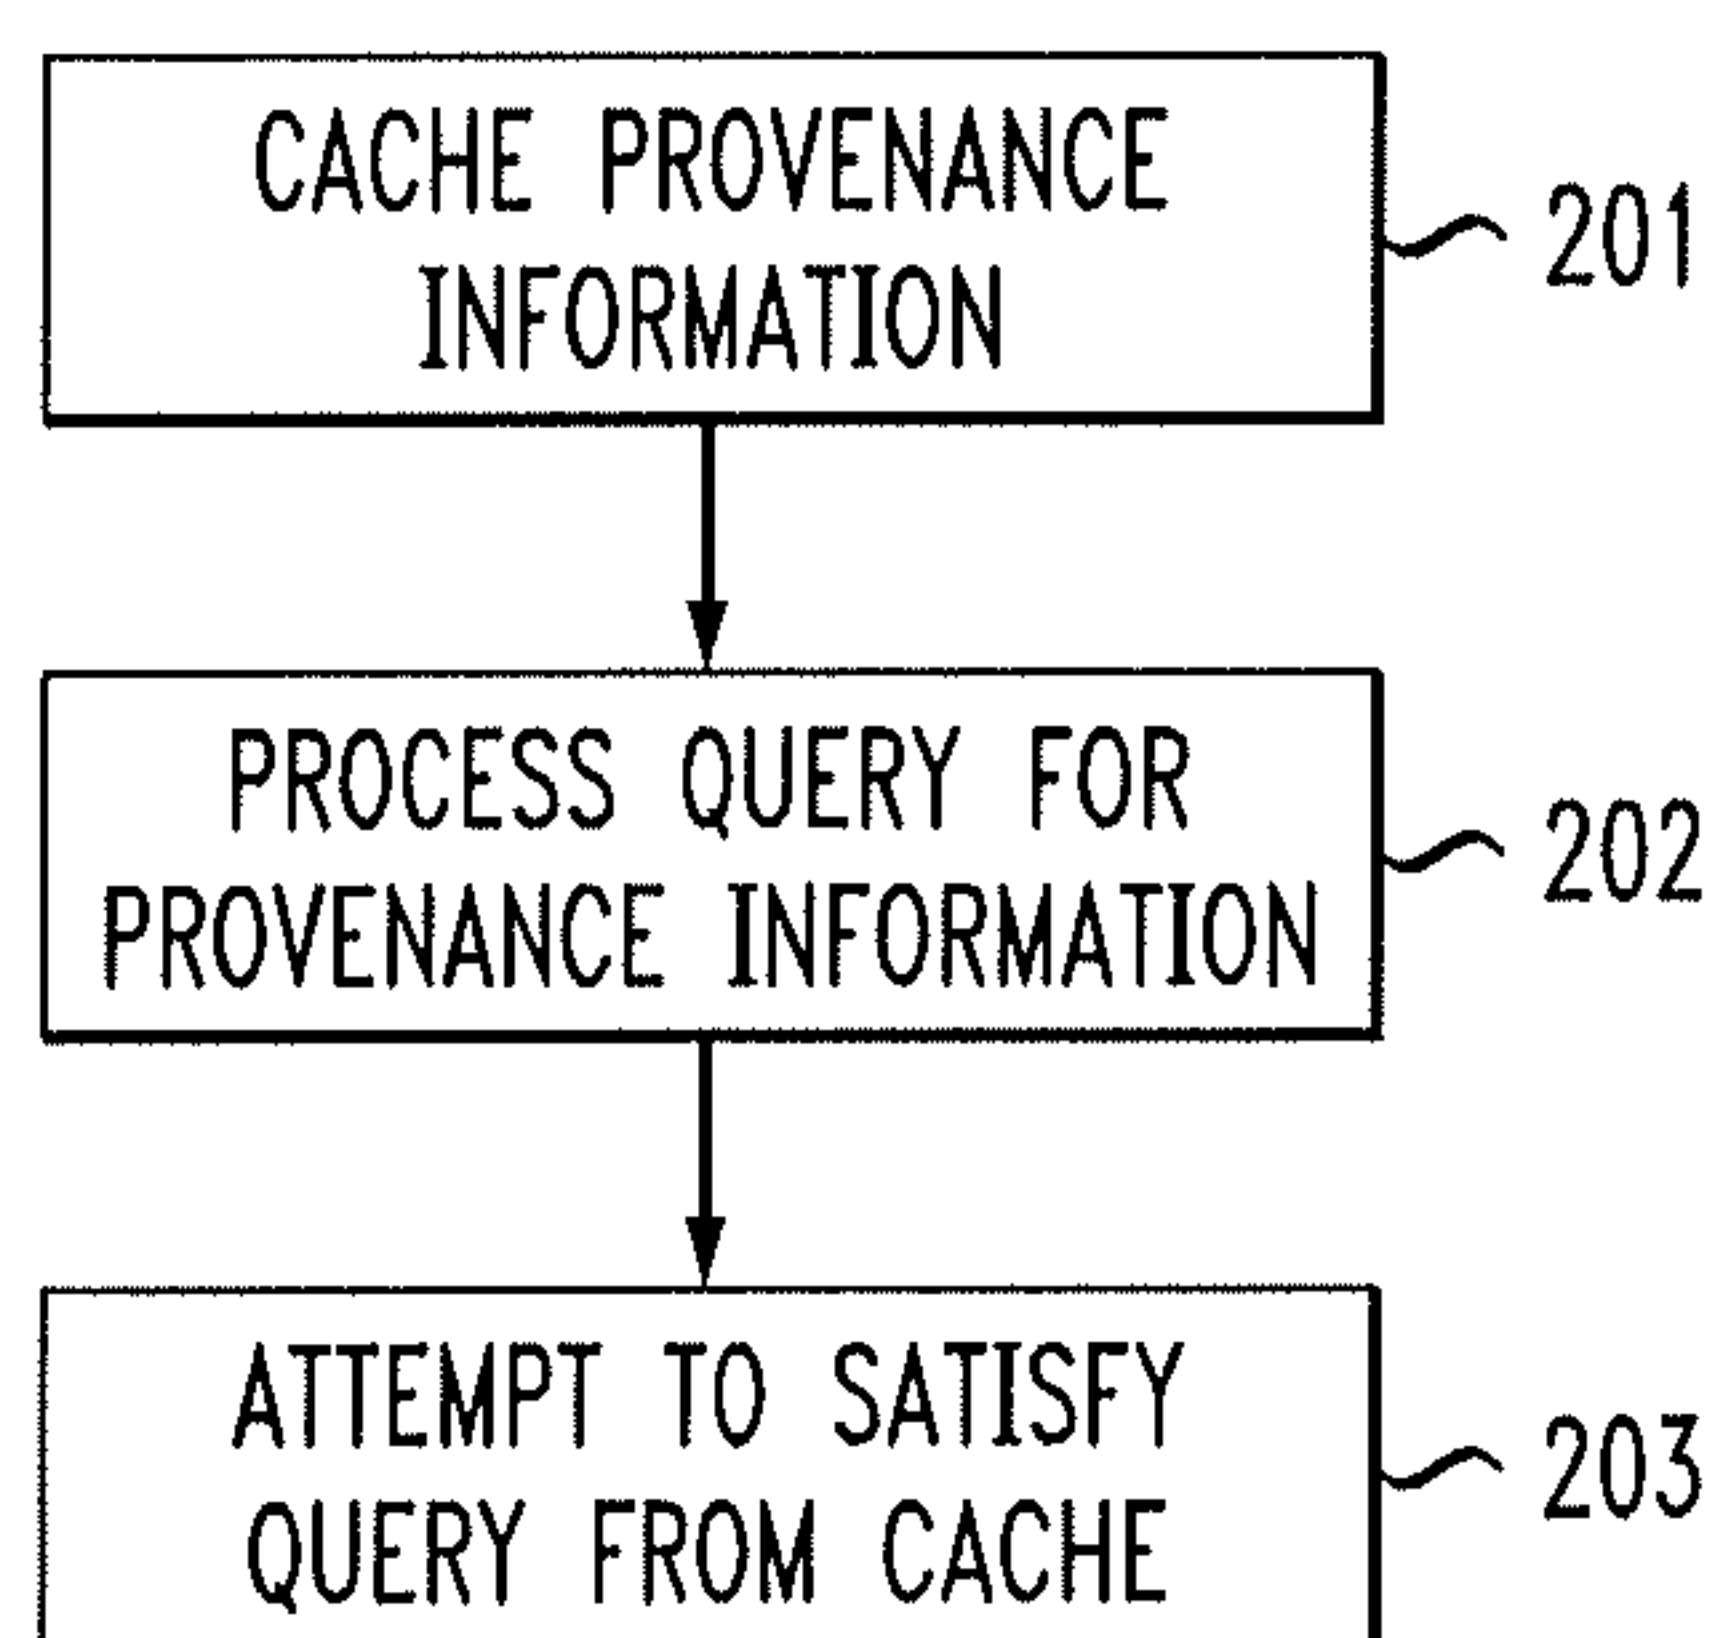 CACHE PROVENANCE
INFORMATION
201
PROCESS QUERY FOR
PROVENANCE INFORMATION
202
ATTEMPT TO SATISFY
QUERY FROM CACHE
203